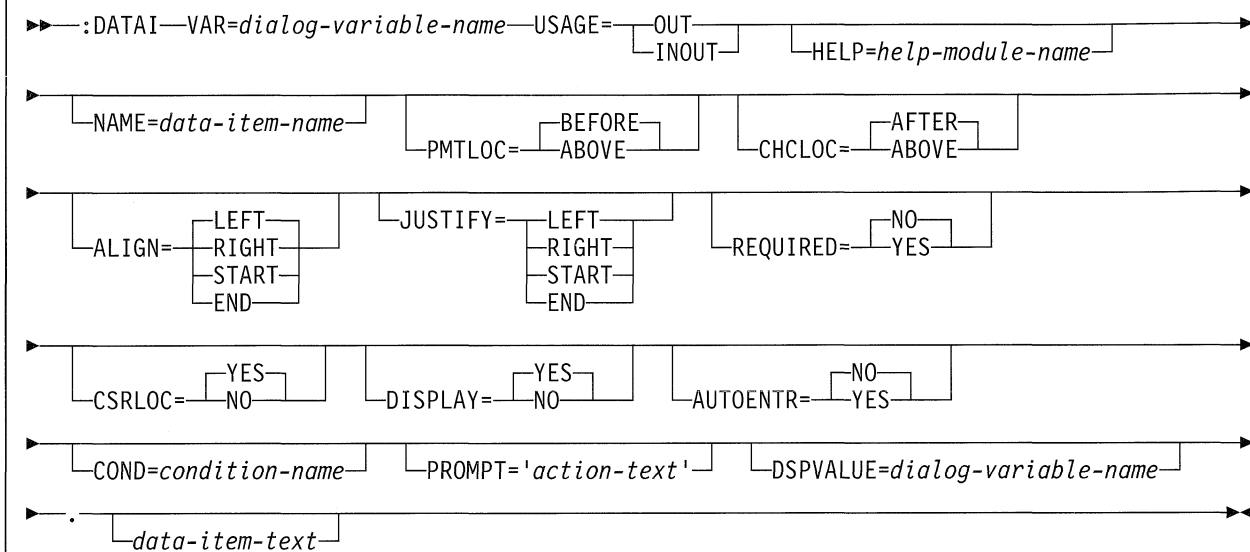 :DATAI VAR=dialog-variable-name USAGE= OUT
INOUT
HELP=help-module-name
NAME=data-item-name
PMTLOC= BEFORE
ABOVE
CHCLOC= AFTER
ABOVE
ALIGN= LEFT
RIGHT
START
END
JUSTIFY= LEFT
RIGHT
START
END
REQUIRED= NO
YES
CSRLOC= YES
NO
DISPLAY= YES
NO
AUTOENTR= NO
YES
COND=condition-name
PROMPT='action-text'
DSPVALUE=dialog-variable-name
.
data-item-text